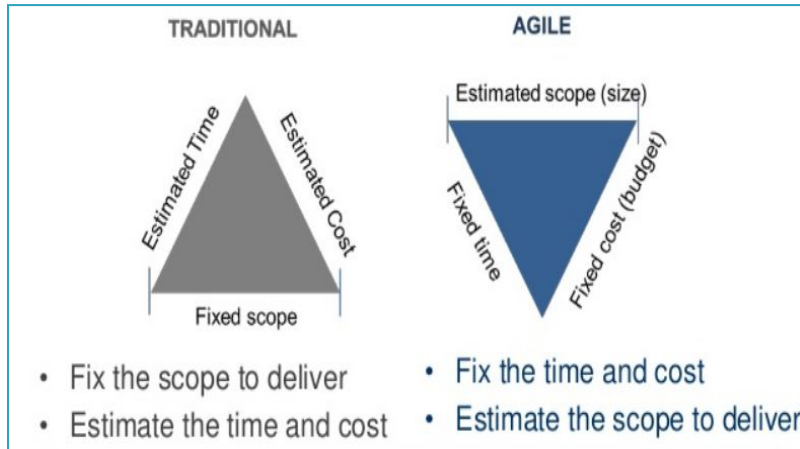 TRADITIONAL
Estimated Time
Estimated Cost
Fixed scope
• Fix the scope to deliver
• Estimate the time and cost
AGILE
Estimated scope (size)
Fixed time
Fixed cost (budget)
• Fix the time and cost
• Estimate the scope to deliver